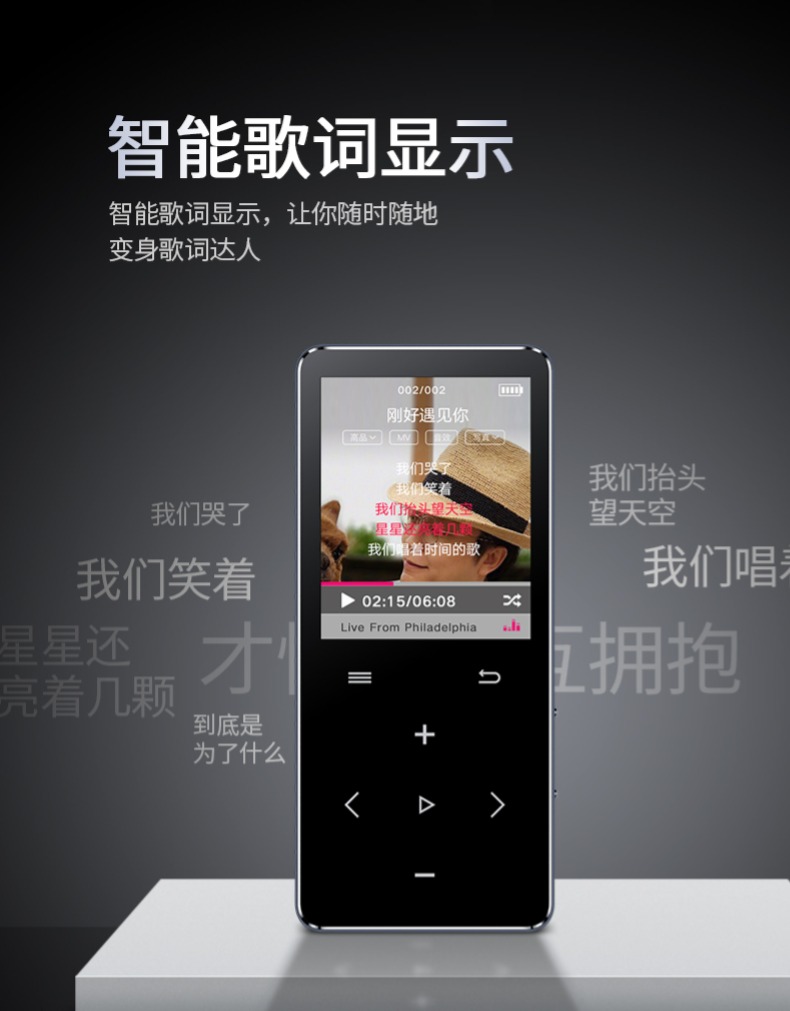 智能歌词显示
智能歌词显示，让你随时随地
变身歌词达人
002/002
刚好遇见你
高品
MV
音效
写真
我们哭了
我们笑着
我们抬头望天空
星星还亮着几颗
我们唱着时间的歌
02:15/06:08
Live From Philadelphia
我们哭了
我们笑着
星星还
亮着几颗
到底是
为了什么
我们抬头
望天空
我们唱着
才
互拥抱